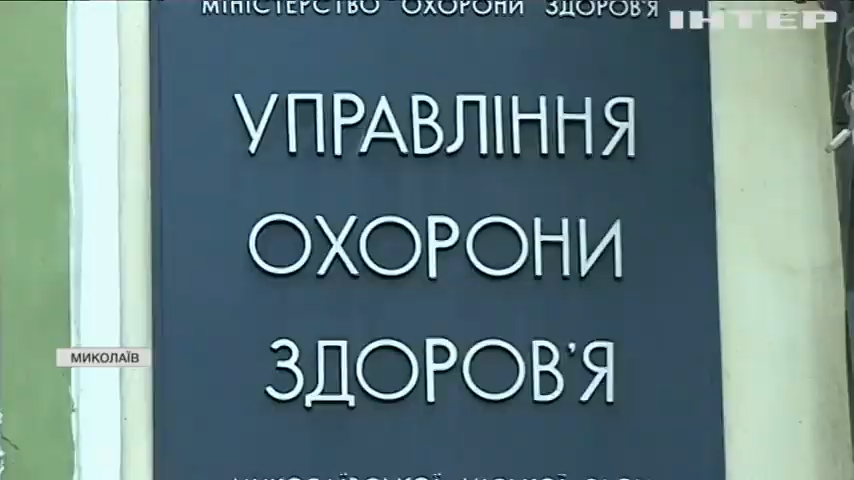 МІНІСТЕРСТВО ОХОРОНИ ЗДОРОВ'Я
ІНТЕР
УПРАВЛІННЯ
ОХОРОНИ
ЗДОРОВ'Я
МИКОЛАЇВ